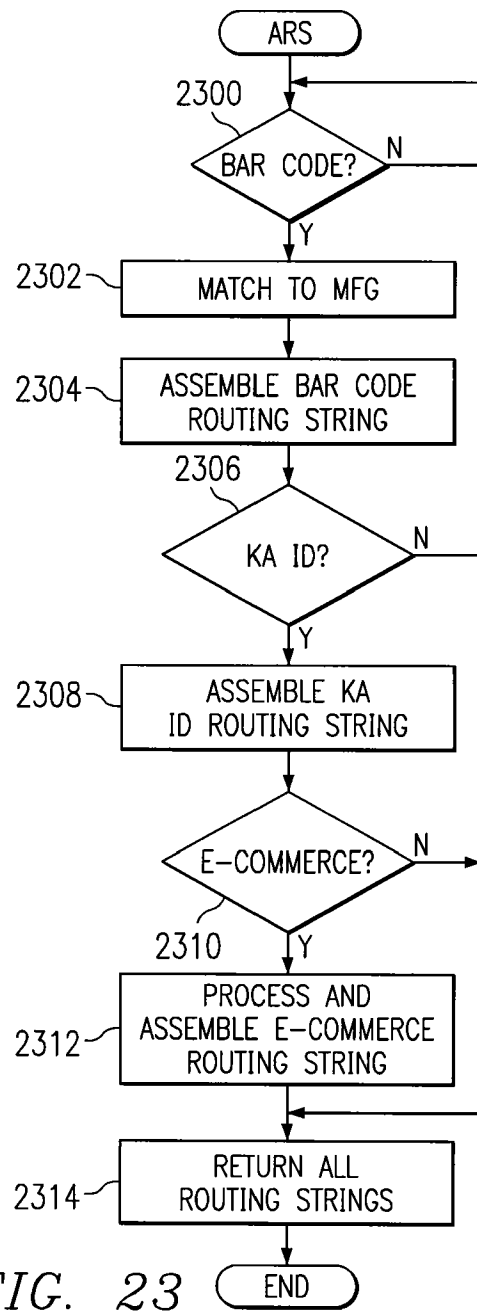 ARS
2300
BAR CODE?
N
Y
2302
MATCH TO MFG
2304
ASSEMBLE BAR CODE
ROUTING STRING
2306
KA ID?
N
Y
2308
ASSEMBLE KA
ID ROUTING STRING
E-COMMERCE?
N
2310
Y
2312
PROCESS AND
ASSEMBLE E-COMMERCE
ROUTING STRING
2314
RETURN ALL
ROUTING STRINGS
FIG. 23
END